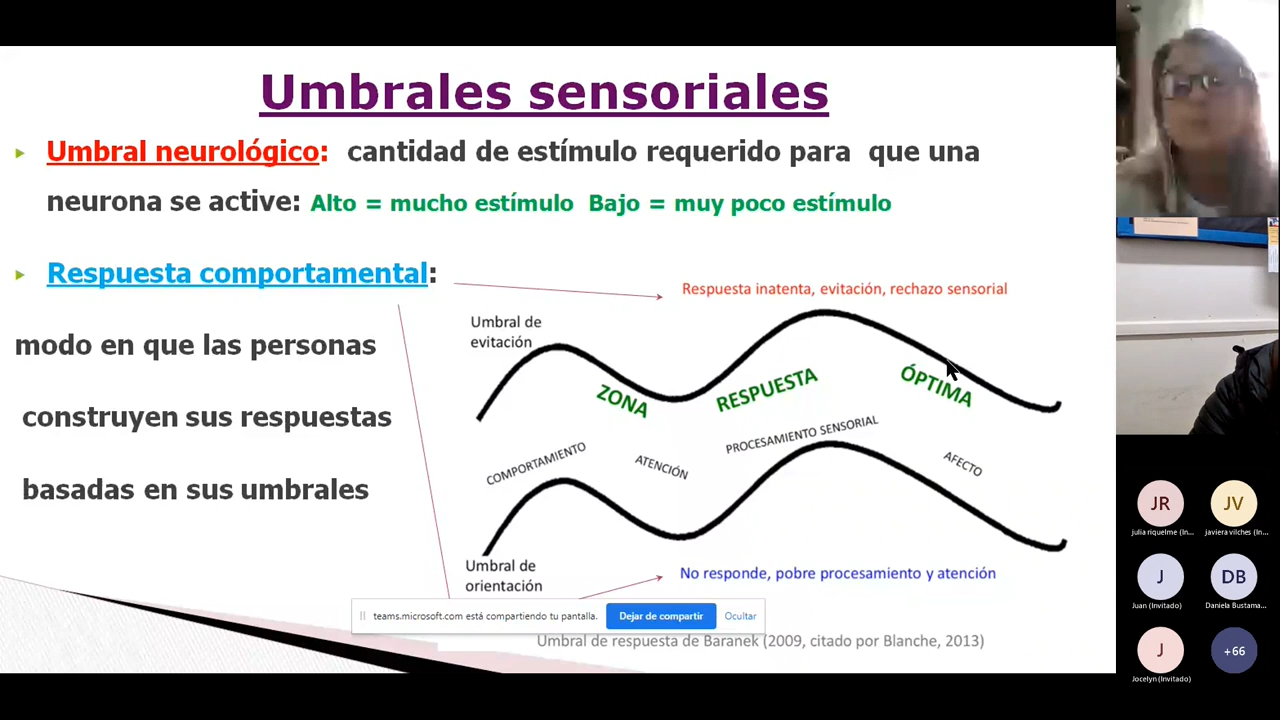 Umbrales sensoriales
Umbral neurológico: cantidad de estímulo requerido para que una
neurona se active: Alto = mucho estímulo Bajo = muy poco estímulo
Respuesta comportamental:
modo en que las personas
construyen sus respuestas
basadas en sus umbrales
Respuesta inatenta, evitación, rechazo sensorial
Umbral de
evitación
ZONA
RESPUESTA
ÓPTIMA
COMPORTAMIENTO
ATENCIÓN
PROCESAMIENTO SENSORIAL
AFECTO
Umbral de
orientación
No responde, pobre procesamiento y atención
teams.microsoft.com está compartiendo tu pantalla. Dejar de compartir Ocultar
Umbral de respuesta de Baranek (2009, citado por Blanche, 2013)
JR
julia riquelme (In...
JV
javiera vilches (In...
J
Juan (Invitado)
DB
Daniela Bustama...
J
Jocelyn (Invitado)
+66